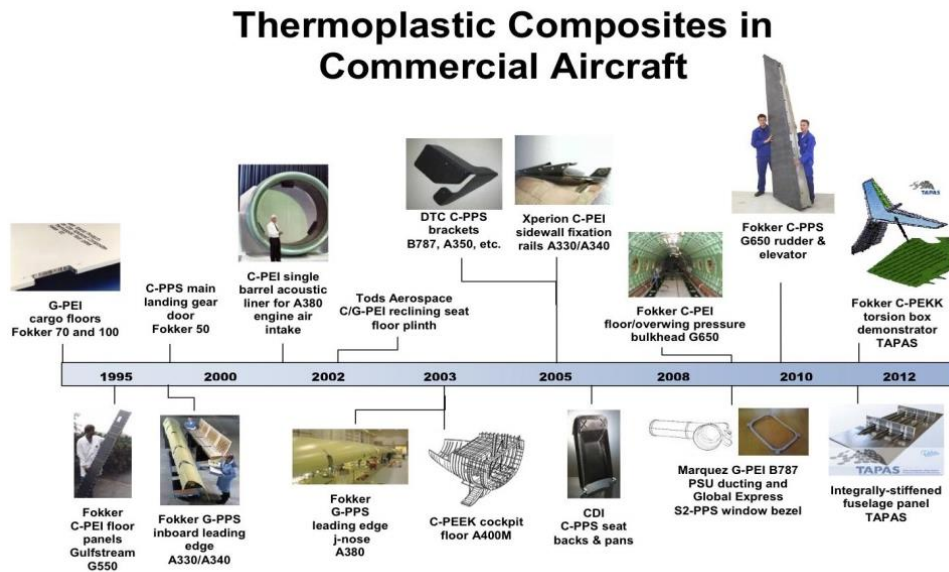 Thermoplastic Composites in
Commercial Aircraft
G-PEI
cargo floors
Fokker 70 and 100
C-PPS main
landing gear
door
Fokker 50
C-PEI single
barrel acoustic
liner for A380
engine air
intake
Tods Aerospace
C/G-PEI reclining seat
floor plinth
DTC C-PPS
brackets
B787, A350, etc.
Xperion C-PEI
sidewall fixation
rails A330/A340
Fokker C-PEI
floor/overwing pressure
bulkhead G650
Fokker C-PPS
G650 rudder &
elevator
TAPAS
Fokker C-PEKK
torsion box
demonstrator
TAPAS
1995
2000
2002
2003
2005
2008
2010
2012
Fokker
C-PEI floor
panels
Gulfstream
G550
Fokker G-PPS
inboard leading
edge
A330/A340
Fokker
G-PPS
leading edge
j-nose
A380
C-PEEK cockpit
floor A400M
CDI
C-PPS seat
backs & pans
Marquez G-PEI B787
PSU ducting and
Global Express
S2-PPS window bezel
TAPAS
Integrally-stiffened
fuselage panel
TAPAS